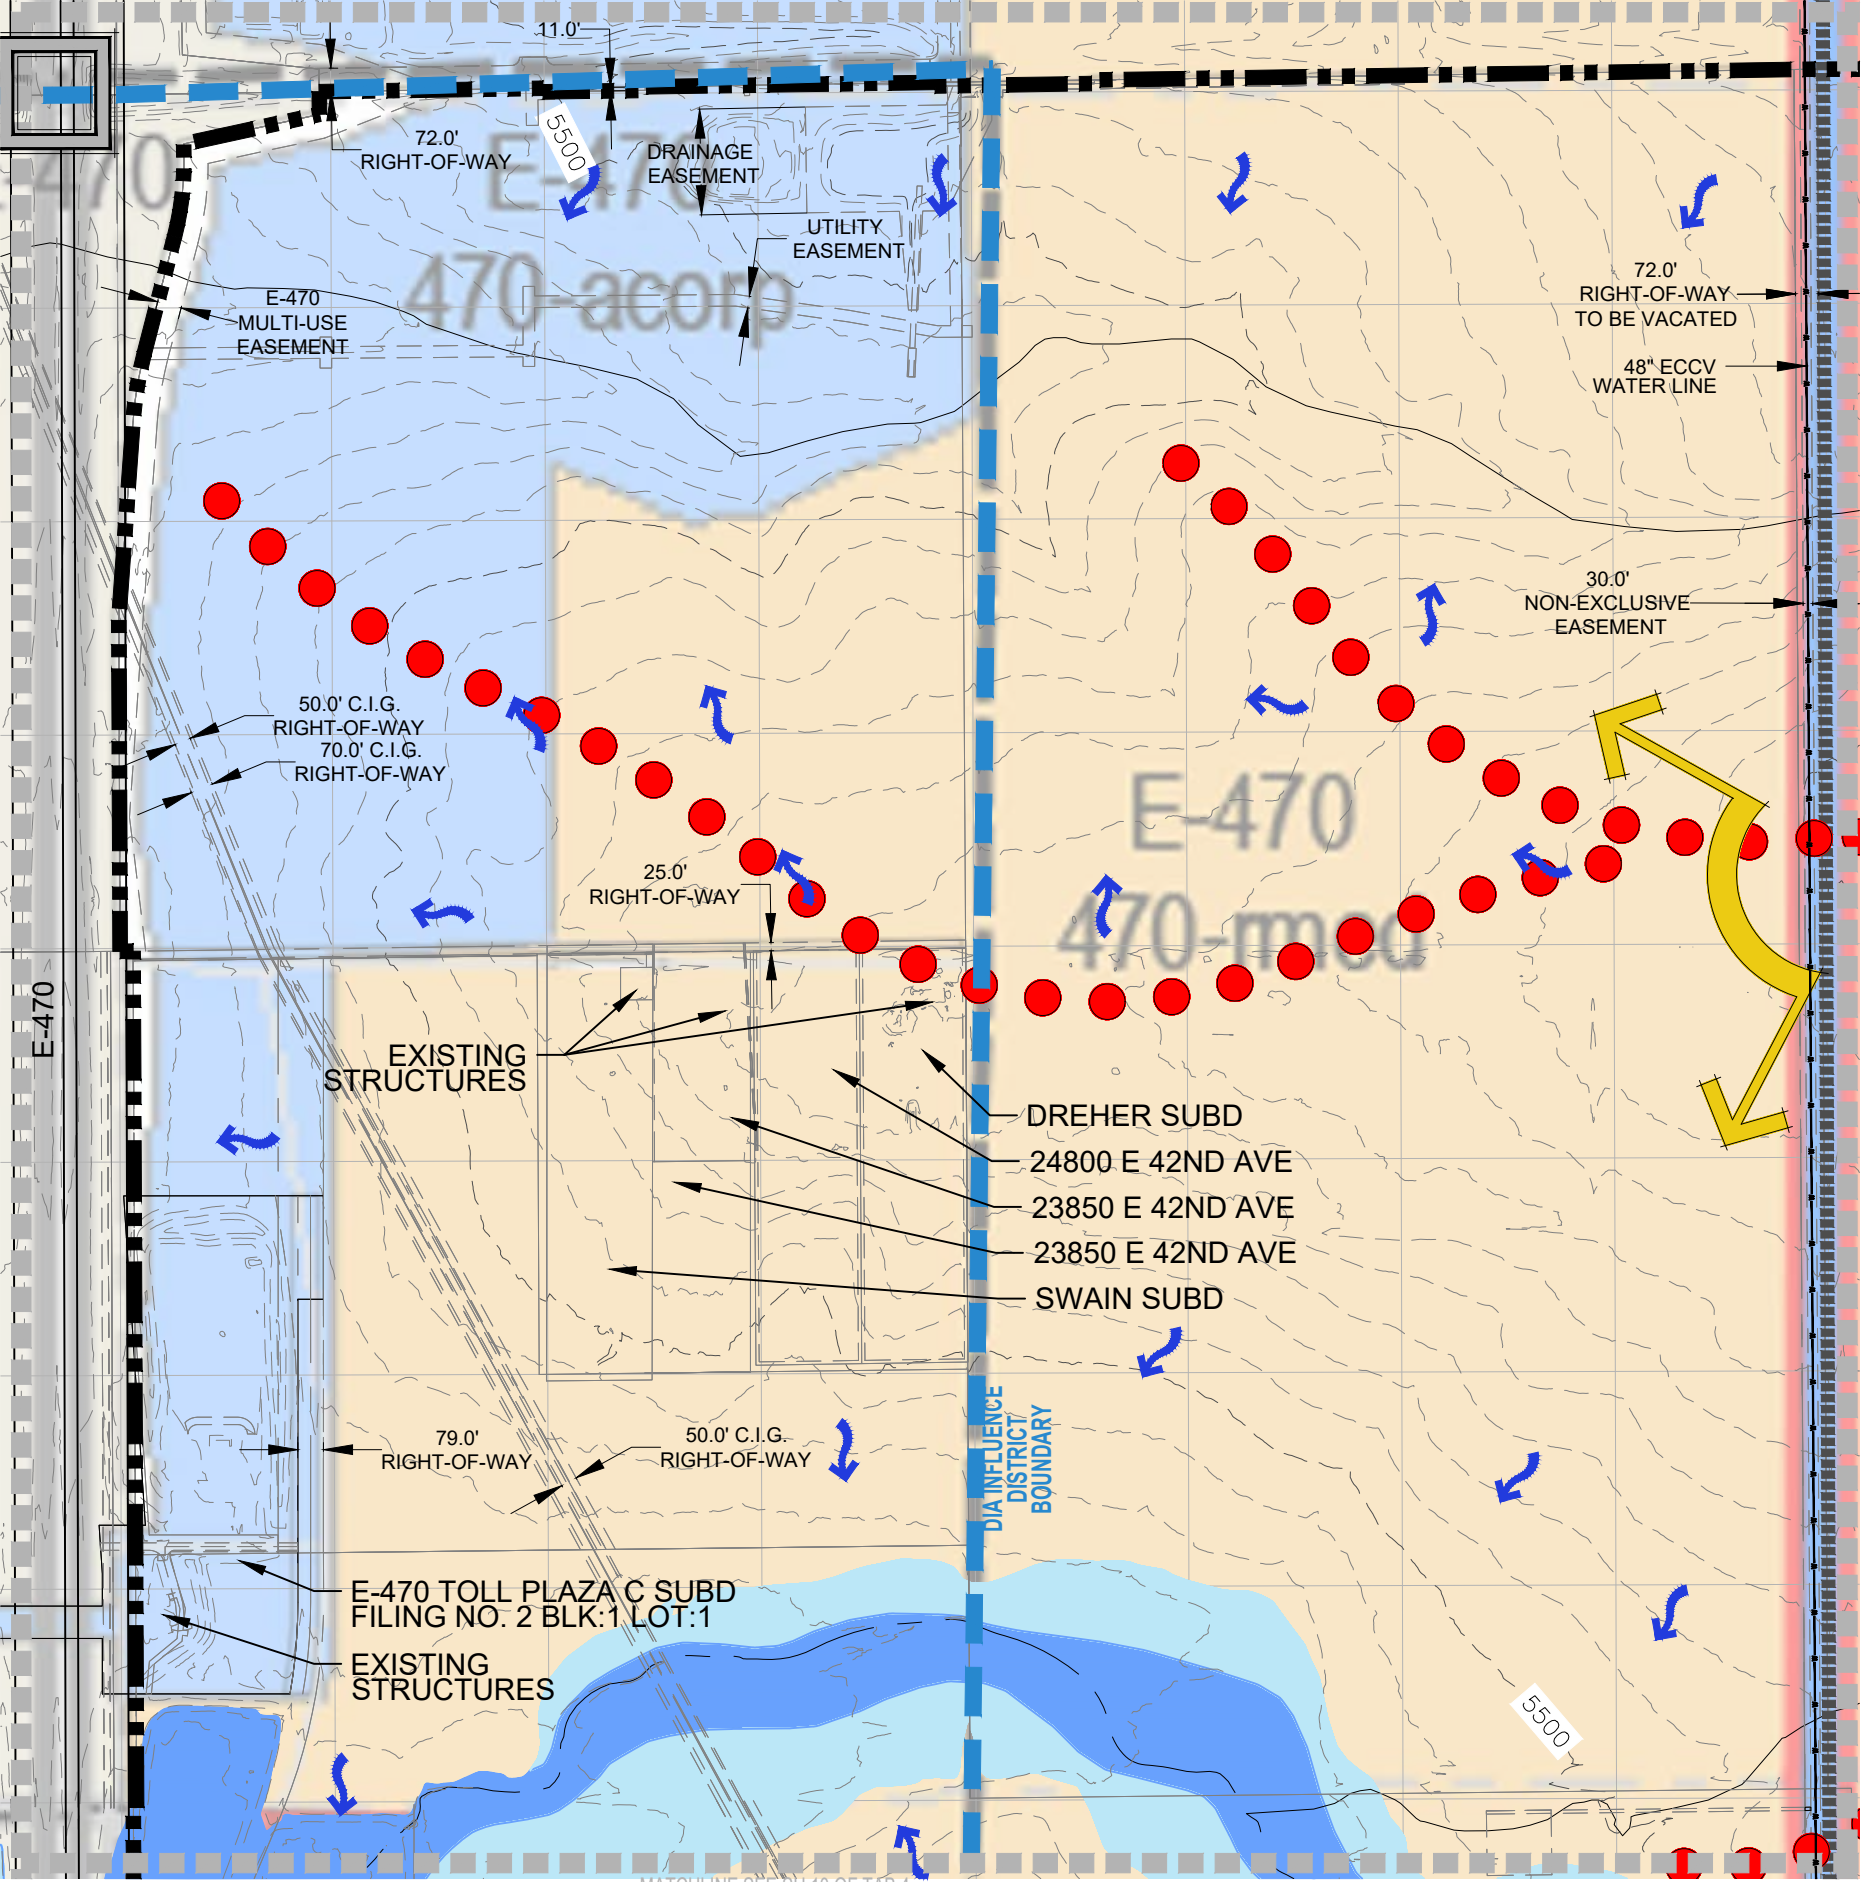 11.0'
72.0'
RIGHT-OF-WAY
5500
DRAINAGE
EASEMENT
E-470
E-470
470-acorp
UTILITY
EASEMENT
E-470
MULTI-USE
EASEMENT
72.0'
RIGHT-OF-WAY
TO BE VACATED
48" ECCV
WATER LINE
30.0'
NON-EXCLUSIVE
EASEMENT
50.0' C.I.G.
RIGHT-OF-WAY
70.0' C.I.G.
RIGHT-OF-WAY
E-470
470-rmed
25.0'
RIGHT-OF-WAY
E-470
EXISTING
STRUCTURES
DREHER SUBD
24800 E 42ND AVE
23850 E 42ND AVE
23850 E 42ND AVE
SWAIN SUBD
DIA INFLUENCE
DISTRICT
BOUNDARY
79.0'
RIGHT-OF-WAY
50.0' C.I.G.
RIGHT-OF-WAY
E-470 TOLL PLAZA C SUBD
FILING NO. 2 BLK:1 LOT:1
EXISTING
STRUCTURES
5500